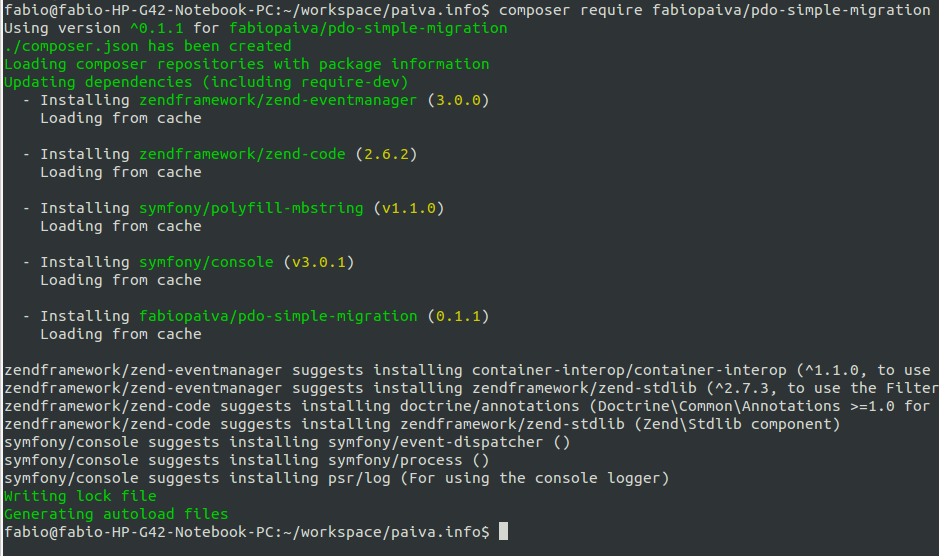 fabio@fabio-HP-G42-Notebook-PC:~/workspace/paiva.info$ composer require fabiopaiva/pdo-simple-migration
Using version ^0.1.1 for fabiopaiva/pdo-simple-migration
./composer.json has been created
Loading composer repositories with package information
Updating dependencies (including require-dev)
  - Installing zendframework/zend-eventmanager (3.0.0)
    Loading from cache

  - Installing zendframework/zend-code (2.6.2)
    Loading from cache

  - Installing symfony/polyfill-mbstring (v1.1.0)
    Loading from cache

  - Installing symfony/console (v3.0.1)
    Loading from cache

  - Installing fabiopaiva/pdo-simple-migration (0.1.1)
    Loading from cache

zendframework/zend-eventmanager suggests installing container-interop/container-interop (^1.1.0, to use
zendframework/zend-eventmanager suggests installing zendframework/zend-stdlib (^2.7.3, to use the Filter
zendframework/zend-code suggests installing doctrine/annotations (Doctrine\Common\Annotations >=1.0 for
zendframework/zend-code suggests installing zendframework/zend-stdlib (Zend\Stdlib component)
symfony/console suggests installing symfony/event-dispatcher ()
symfony/console suggests installing symfony/process ()
symfony/console suggests installing psr/log (For using the console logger)
Writing lock file
Generating autoload files
fabio@fabio-HP-G42-Notebook-PC:~/workspace/paiva.info$